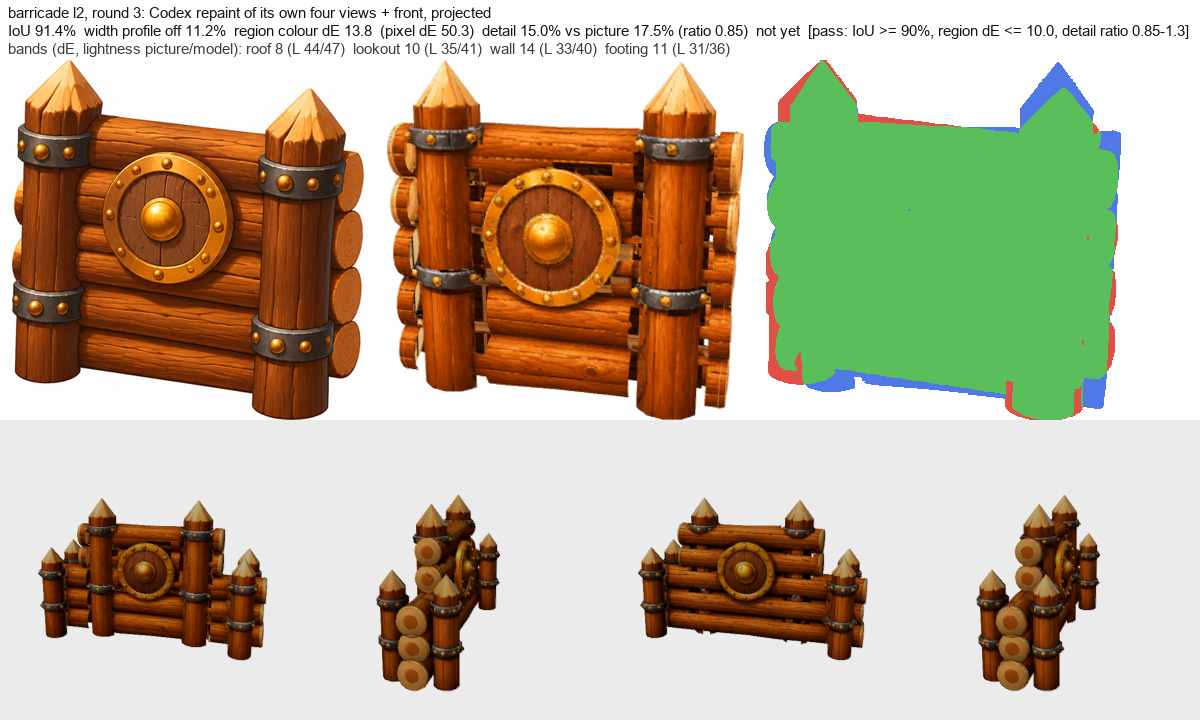 barricade l2, round 3: Codex repaint of its own four views + front, projected
IoU 91.4%  width profile off 11.2%  region colour dE 13.8  (pixel dE 50.3)  detail 15.0% vs picture 17.5% (ratio 0.85)  not yet  [pass: IoU >= 90%, region dE <= 10.0, detail ratio 0.85-1.3]
bands (dE, lightness picture/model): roof 8 (L 44/47)  lookout 10 (L 35/41)  wall 14 (L 33/40)  footing 11 (L 31/36)